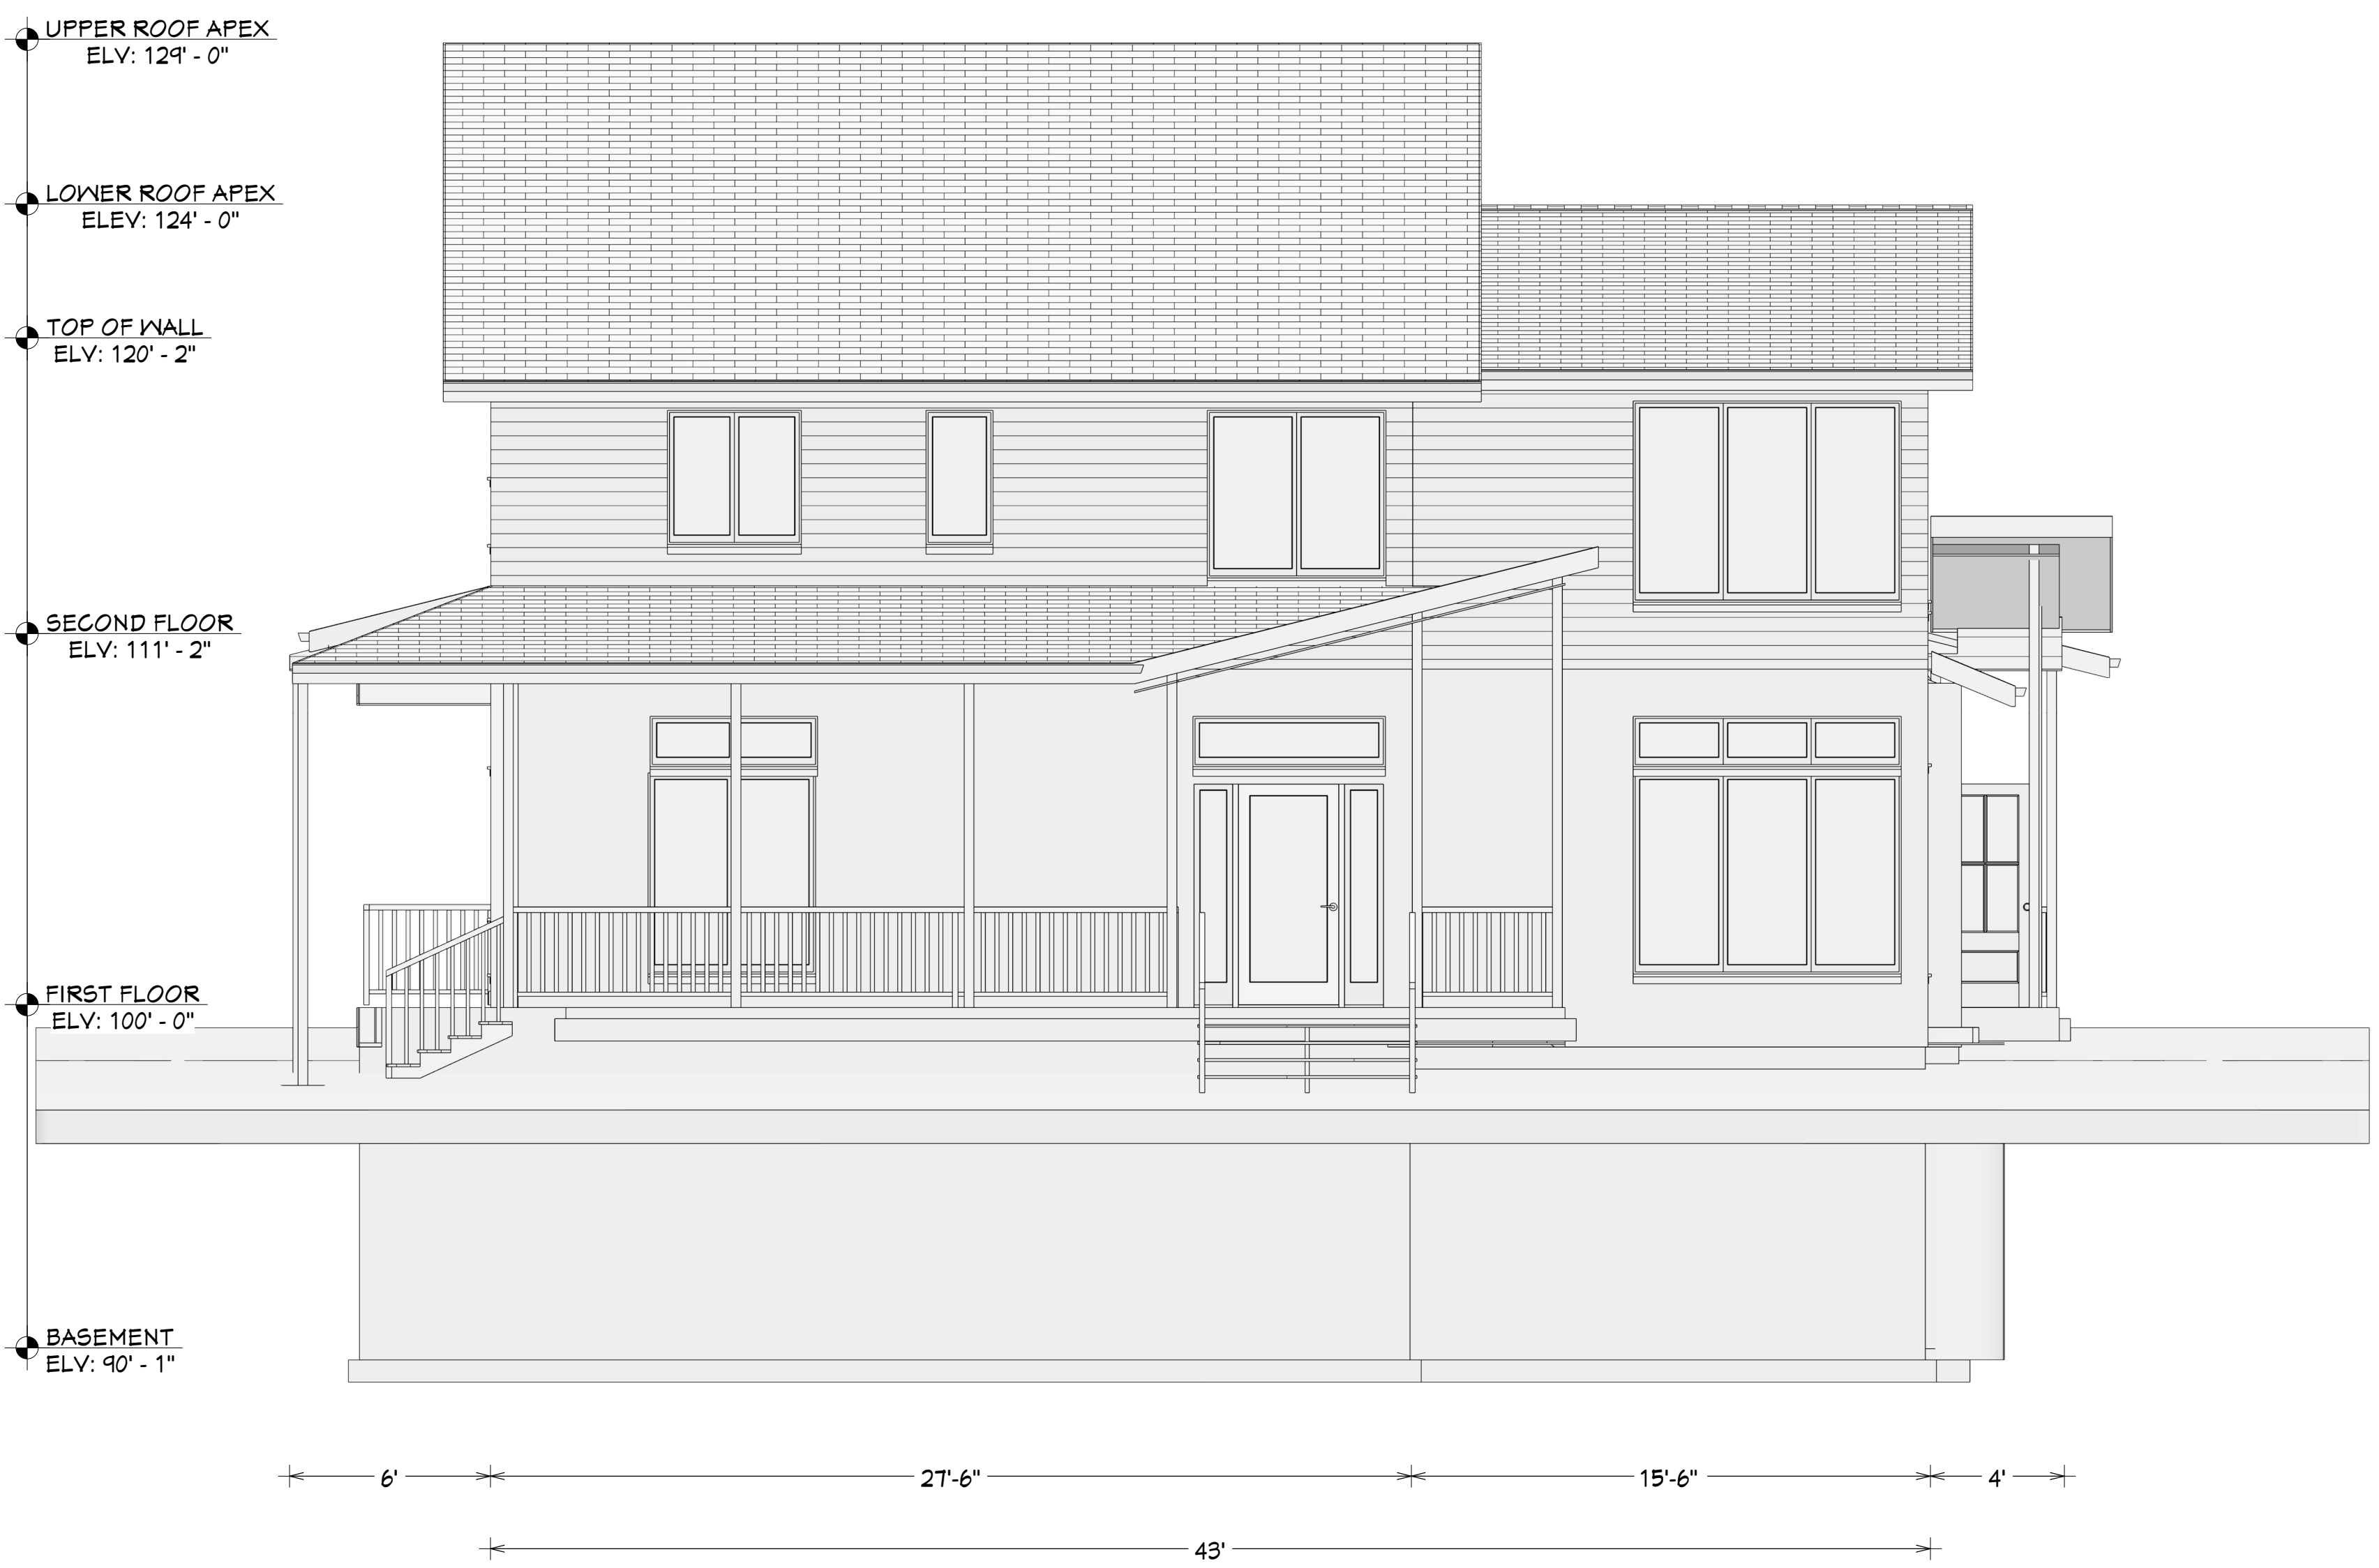 UPPER ROOF APEX
ELV: 129' - 0"
LOWER ROOF APEX
ELEV: 124' - 0"
TOP OF WALL
ELV: 120' - 2"
SECOND FLOOR
ELV: 111' - 2"
FIRST FLOOR
ELV: 100' - 0"
BASEMENT
ELV: 90' - 1"
6' 27'-6" 15'-6" 4'
43'